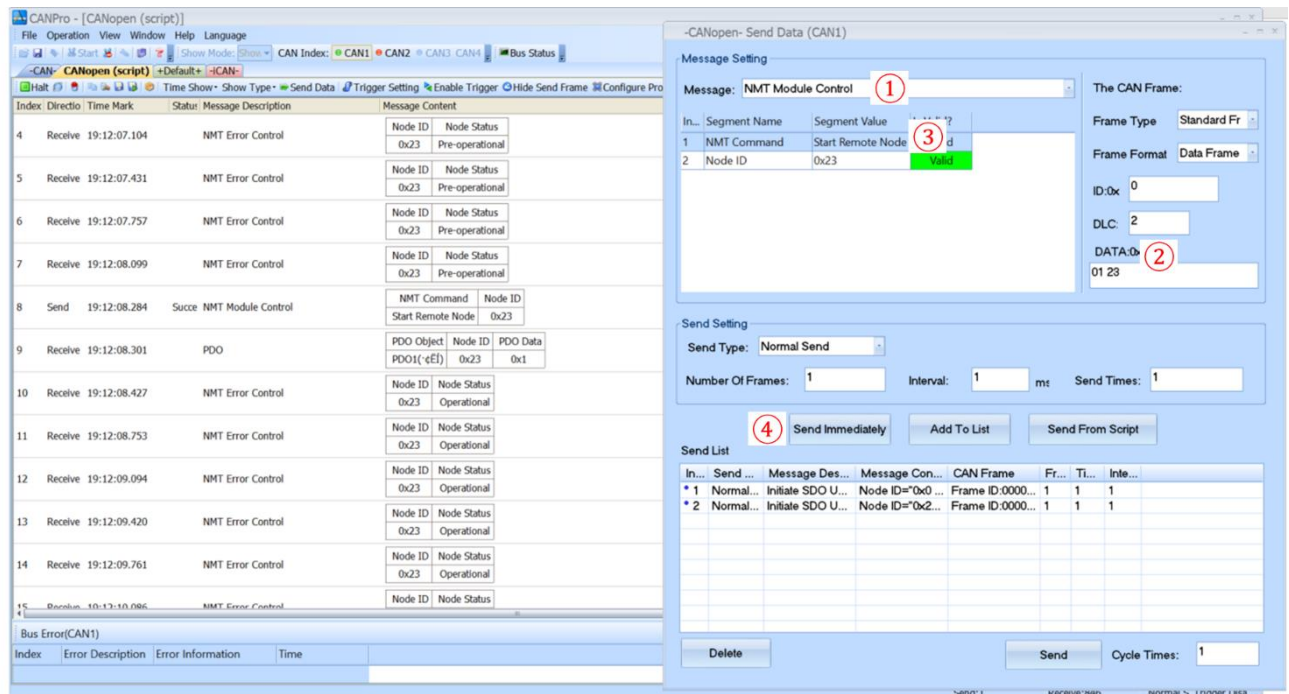 CANPro - [CANopen (script)]
File Operation View Window Help Language
Start Show Mode: Show CAN Index: CAN1 CAN2 CAN3 CAN4 Bus Status
-CAN- CANopen (script) +Default+ -iCAN-
Halt Time Show Show Type Send Data Trigger Setting Enable Trigger Hide Send Frame Configure Pro
Index Directio Time Mark Statu: Message Description Message Content
Node ID Node Status
4 Receive 19:12:07.104 NMT Error Control
0x23 Pre-operational
Node ID Node Status
5 Receive 19:12:07.431 NMT Error Control
0x23 Pre-operational
Node ID Node Status
6 Receive 19:12:07.757 NMT Error Control
0x23 Pre-operational
Node ID Node Status
7 Receive 19:12:08.099 NMT Error Control
0x23 Pre-operational
NMT Command Node ID
8 Send 19:12:08.284 Succe NMT Module Control
Start Remote Node 0x23
PDO Object Node ID PDO Data
9 Receive 19:12:08.301 PDO
PDO1(·¢ËÍ) 0x23 0x1
Node ID Node Status
10 Receive 19:12:08.427 NMT Error Control
0x23 Operational
Node ID Node Status
11 Receive 19:12:08.753 NMT Error Control
0x23 Operational
Node ID Node Status
12 Receive 19:12:09.094 NMT Error Control
0x23 Operational
Node ID Node Status
13 Receive 19:12:09.420 NMT Error Control
0x23 Operational
Node ID Node Status
14 Receive 19:12:09.761 NMT Error Control
0x23 Operational
Node ID Node Status
15 Receive 19:12:10.086 NMT Error Control
Bus Error(CAN1)
Index Error Description Error Information Time
-CANopen- Send Data (CAN1)
Message Setting
Message: NMT Module Control ①
In... Segment Name Segment Value
1 NMT Command Start Remote Node ③
2 Node ID 0x23 Valid
The CAN Frame:
Frame Type Standard Fr
Frame Format Data Frame
ID:0x 0
DLC: 2
DATA:0x ②
01 23
Send Setting
Send Type: Normal Send
Number Of Frames: 1 Interval: 1 ms Send Times: 1
④ Send Immediately Add To List Send From Script
Send List
In... Send ... Message Des... Message Con... CAN Frame Fr... Ti... Inte...
* 1 Normal... Initiate SDO U... Node ID="0x0 ... Frame ID:0000... 1 1 1
* 2 Normal... Initiate SDO U... Node ID="0x2... Frame ID:0000... 1 1 1
Delete Send Cycle Times: 1